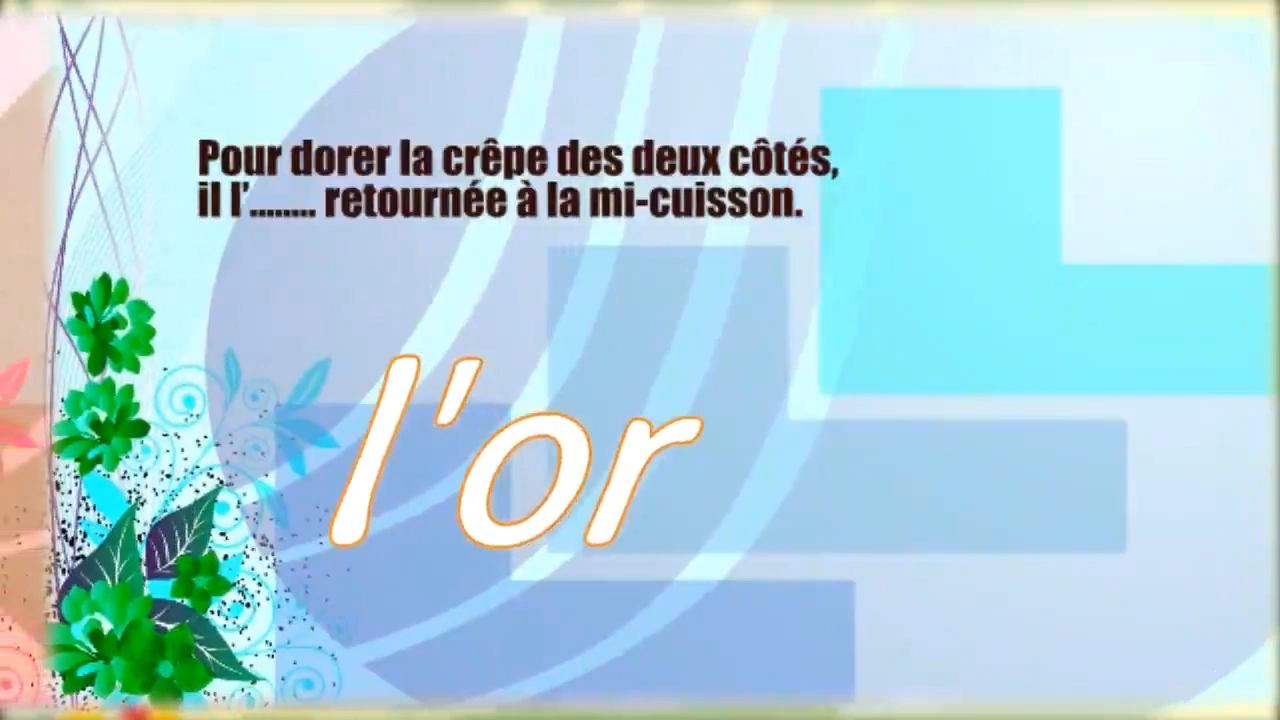 Pour dorer la crêpe des deux côtés,
il l'........ retournée à la mi-cuisson.
l'or